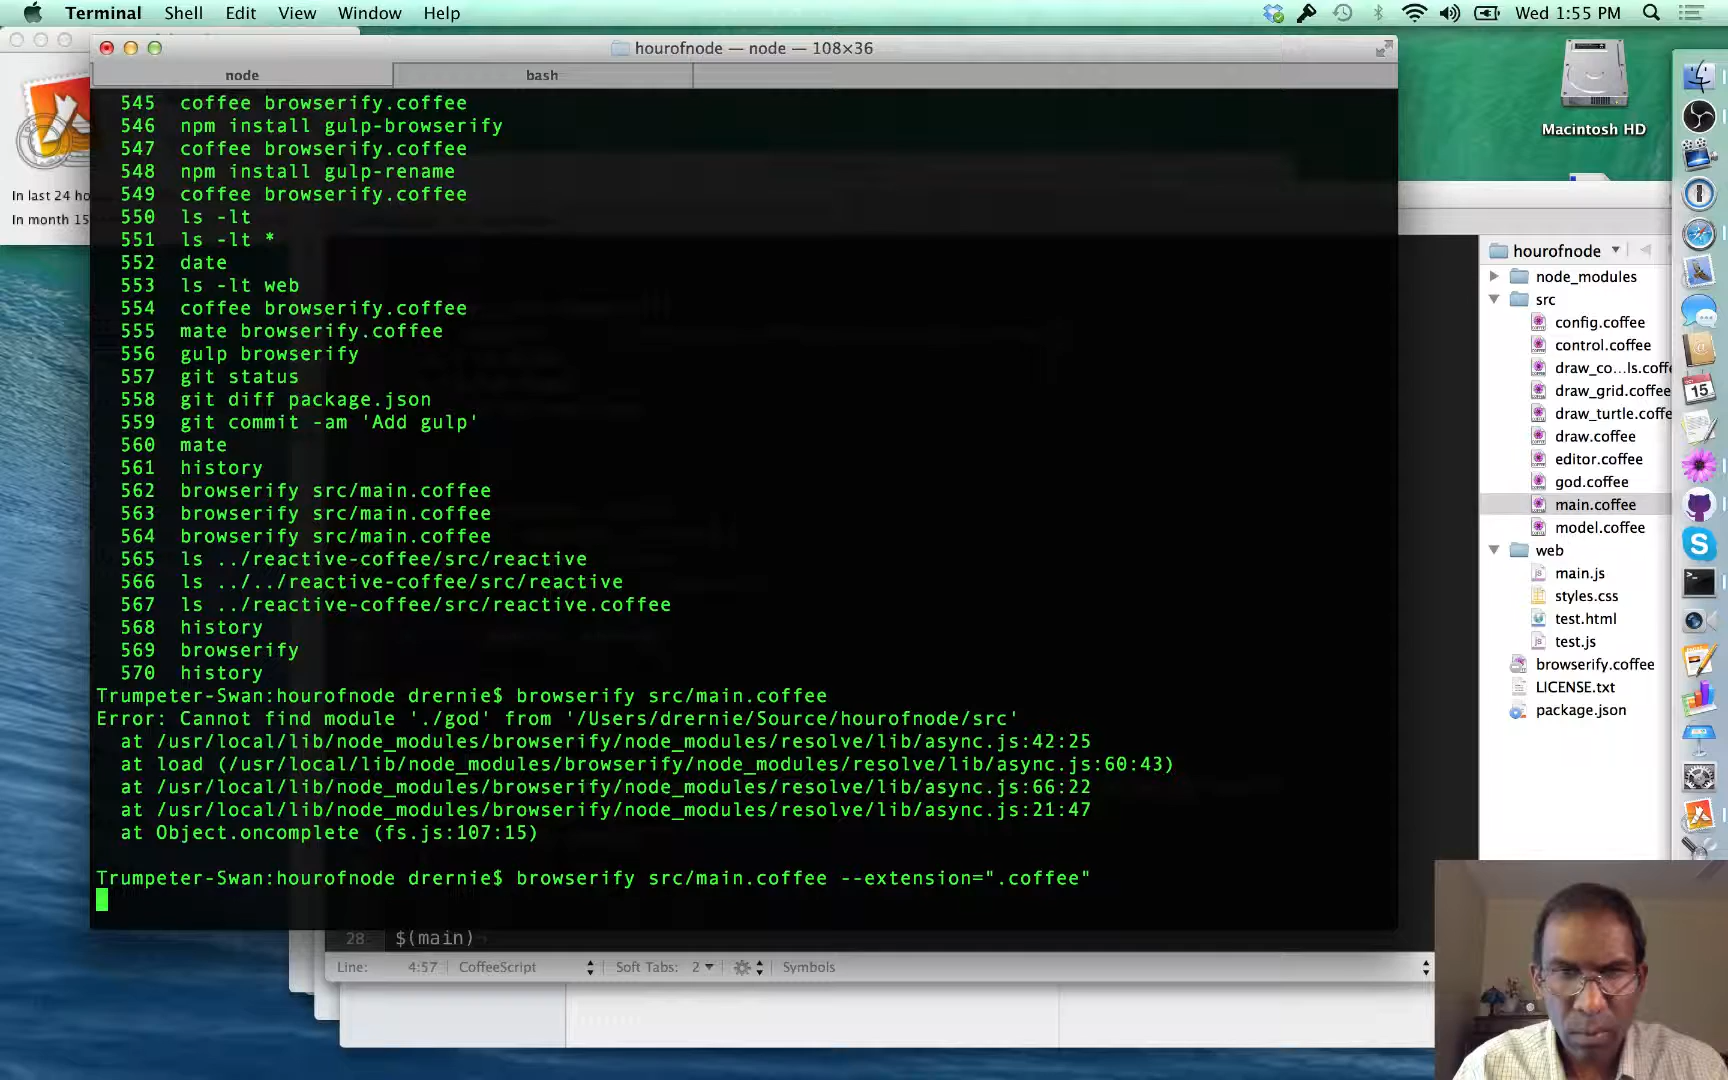 Terminal Shell Edit View Window Help
Wed 1:55 PM
hourofnode — node — 108×36
node
bash
545 coffee browserify.coffee
546 npm install gulp-browserify
547 coffee browserify.coffee
548 npm install gulp-rename
549 coffee browserify.coffee
550 ls -lt
551 ls -lt *
552 date
553 ls -lt web
554 coffee browserify.coffee
555 mate browserify.coffee
556 gulp browserify
557 git status
558 git diff package.json
559 git commit -am 'Add gulp'
560 mate
561 history
562 browserify src/main.coffee
563 browserify src/main.coffee
564 browserify src/main.coffee
565 ls ../reactive-coffee/src/reactive
566 ls ../../reactive-coffee/src/reactive
567 ls ../reactive-coffee/src/reactive.coffee
568 history
569 browserify
570 history
Trumpeter-Swan:hourofnode drernie$ browserify src/main.coffee
Error: Cannot find module './god' from '/Users/drernie/Source/hourofnode/src'
at /usr/local/lib/node_modules/browserify/node_modules/resolve/lib/async.js:42:25
at load (/usr/local/lib/node_modules/browserify/node_modules/resolve/lib/async.js:60:43)
at /usr/local/lib/node_modules/browserify/node_modules/resolve/lib/async.js:66:22
at /usr/local/lib/node_modules/browserify/node_modules/resolve/lib/async.js:21:47
at Object.oncomplete (fs.js:107:15)
Trumpeter-Swan:hourofnode drernie$ browserify src/main.coffee --extension=".coffee"
In last 24 ho
In month 15
28 $(main)
Line: 4:57 CoffeeScript Soft Tabs: 2 Symbols
Macintosh HD
hourofnode
node_modules
src
config.coffee
control.coffee
draw_co...ls.coffe
draw_grid.coffee
draw_turtle.coffe
draw.coffee
editor.coffee
god.coffee
main.coffee
model.coffee
web
main.js
styles.css
test.html
test.js
browserify.coffee
LICENSE.txt
package.json
15